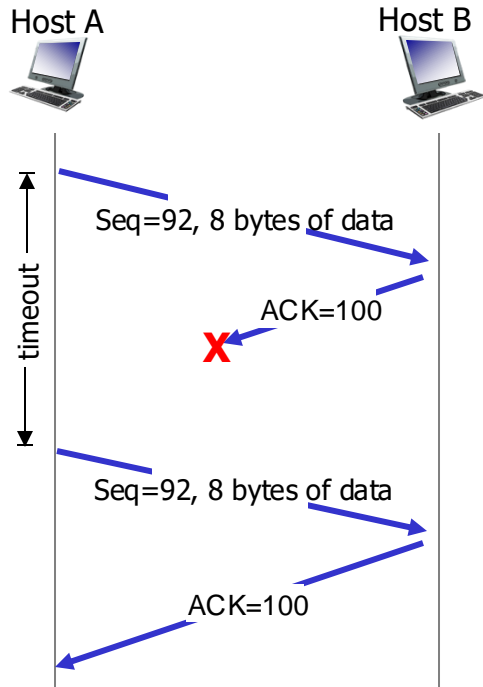 Host A
Host B
Seq=92, 8 bytes of data
ACK=100
X
timeout
Seq=92, 8 bytes of data
ACK=100